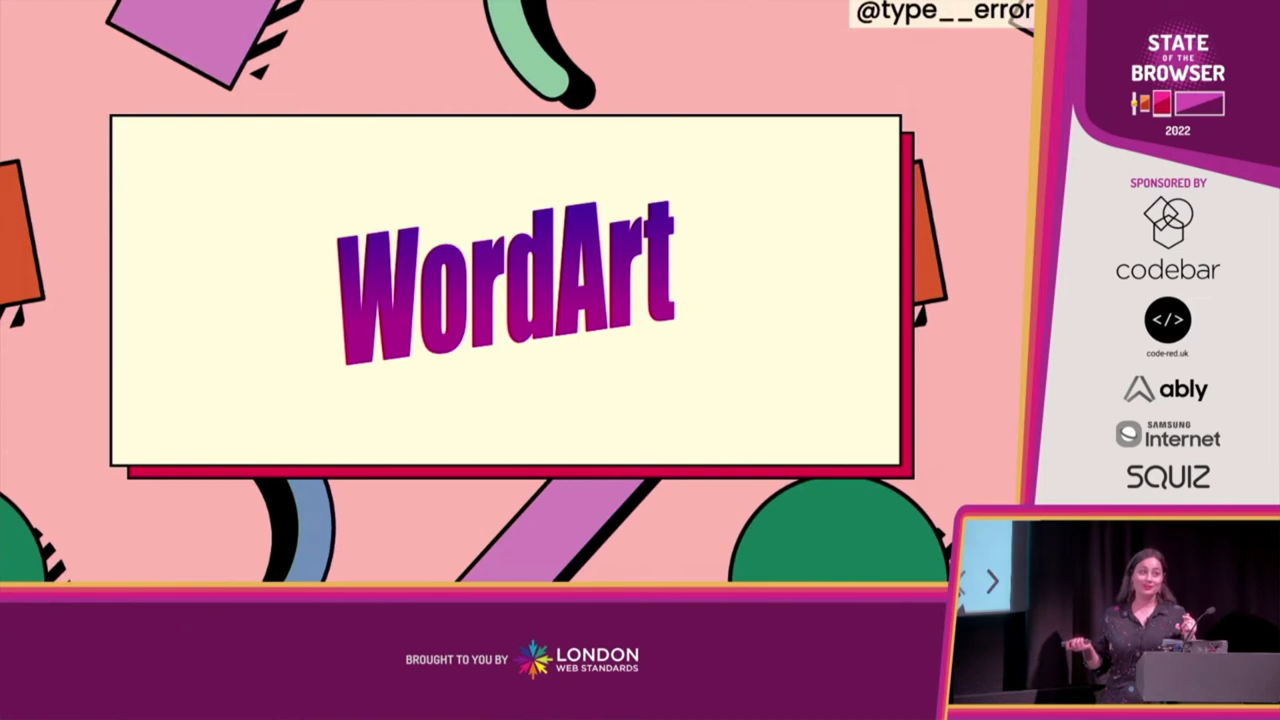 @type__error
WordArt
STATE
OF THE
BROWSER
2022
SPONSORED BY
codebar
</>
code-red.uk
ably
SAMSUNG
Internet
SQUIZ
BROUGHT TO YOU BY
LONDON
WEB STANDARDS